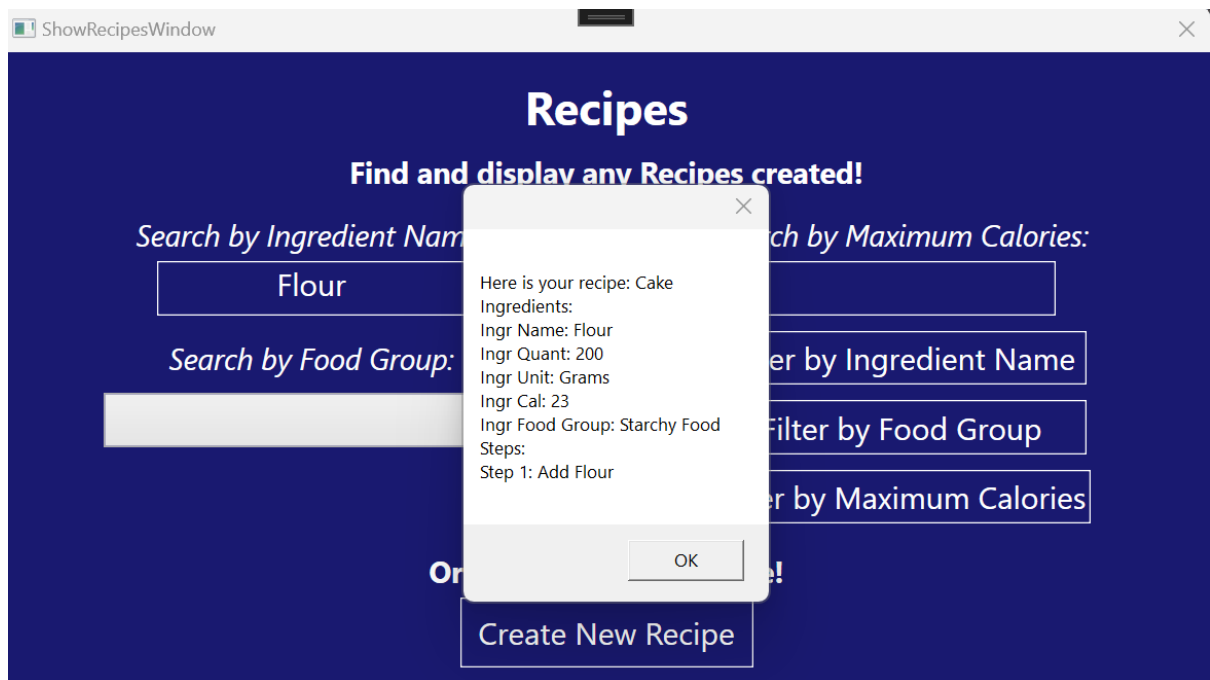 ShowRecipesWindow
Recipes
Find and display any Recipes created!
Search by Ingredient Nam
ch by Maximum Calories:
Flour
Search by Food Group:
er by Ingredient Name
Filter by Food Group
r by Maximum Calories
Or
e!
Create New Recipe
Here is your recipe: Cake
Ingredients:
Ingr Name: Flour
Ingr Quant: 200
Ingr Unit: Grams
Ingr Cal: 23
Ingr Food Group: Starchy Food
Steps:
Step 1: Add Flour
OK